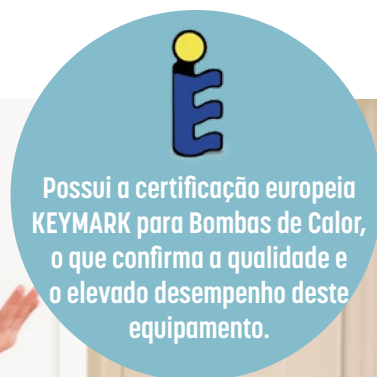 Possui a certificação europeia
KEYMARK para Bombas de Calor,
o que confirma a qualidade e
o elevado desempenho deste
equipamento.